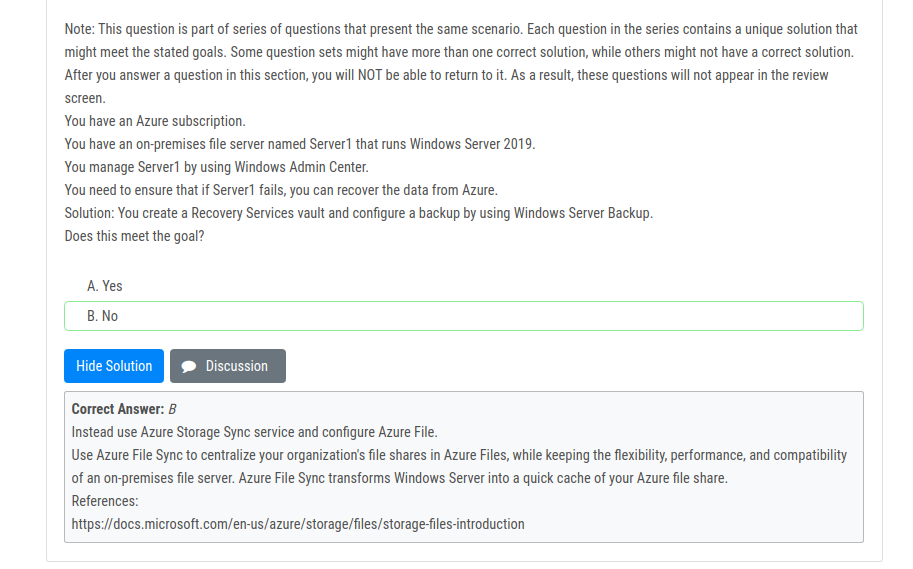 Note: This question is part of series of questions that present the same scenario. Each question in the series contains a unique solution that
might meet the stated goals. Some question sets might have more than one correct solution, while others might not have a correct solution.
After you answer a question in this section, you will NOT be able to return to it. As a result, these questions will not appear in the review
screen.
You have an Azure subscription.
You have an on-premises file server named Server1 that runs Windows Server 2019.
You manage Server1 by using Windows Admin Center.
You need to ensure that if Server1 fails, you can recover the data from Azure.
Solution: You create a Recovery Services vault and configure a backup by using Windows Server Backup.
Does this meet the goal?
A. Yes
B. No
Hide Solution Discussion
Correct Answer: B
Instead use Azure Storage Sync service and configure Azure File.
Use Azure File Sync to centralize your organization's file shares in Azure Files, while keeping the flexibility, performance, and compatibility
of an on-premises file server. Azure File Sync transforms Windows Server into a quick cache of your Azure file share.
References:
https://docs.microsoft.com/en-us/azure/storage/files/storage-files-introduction